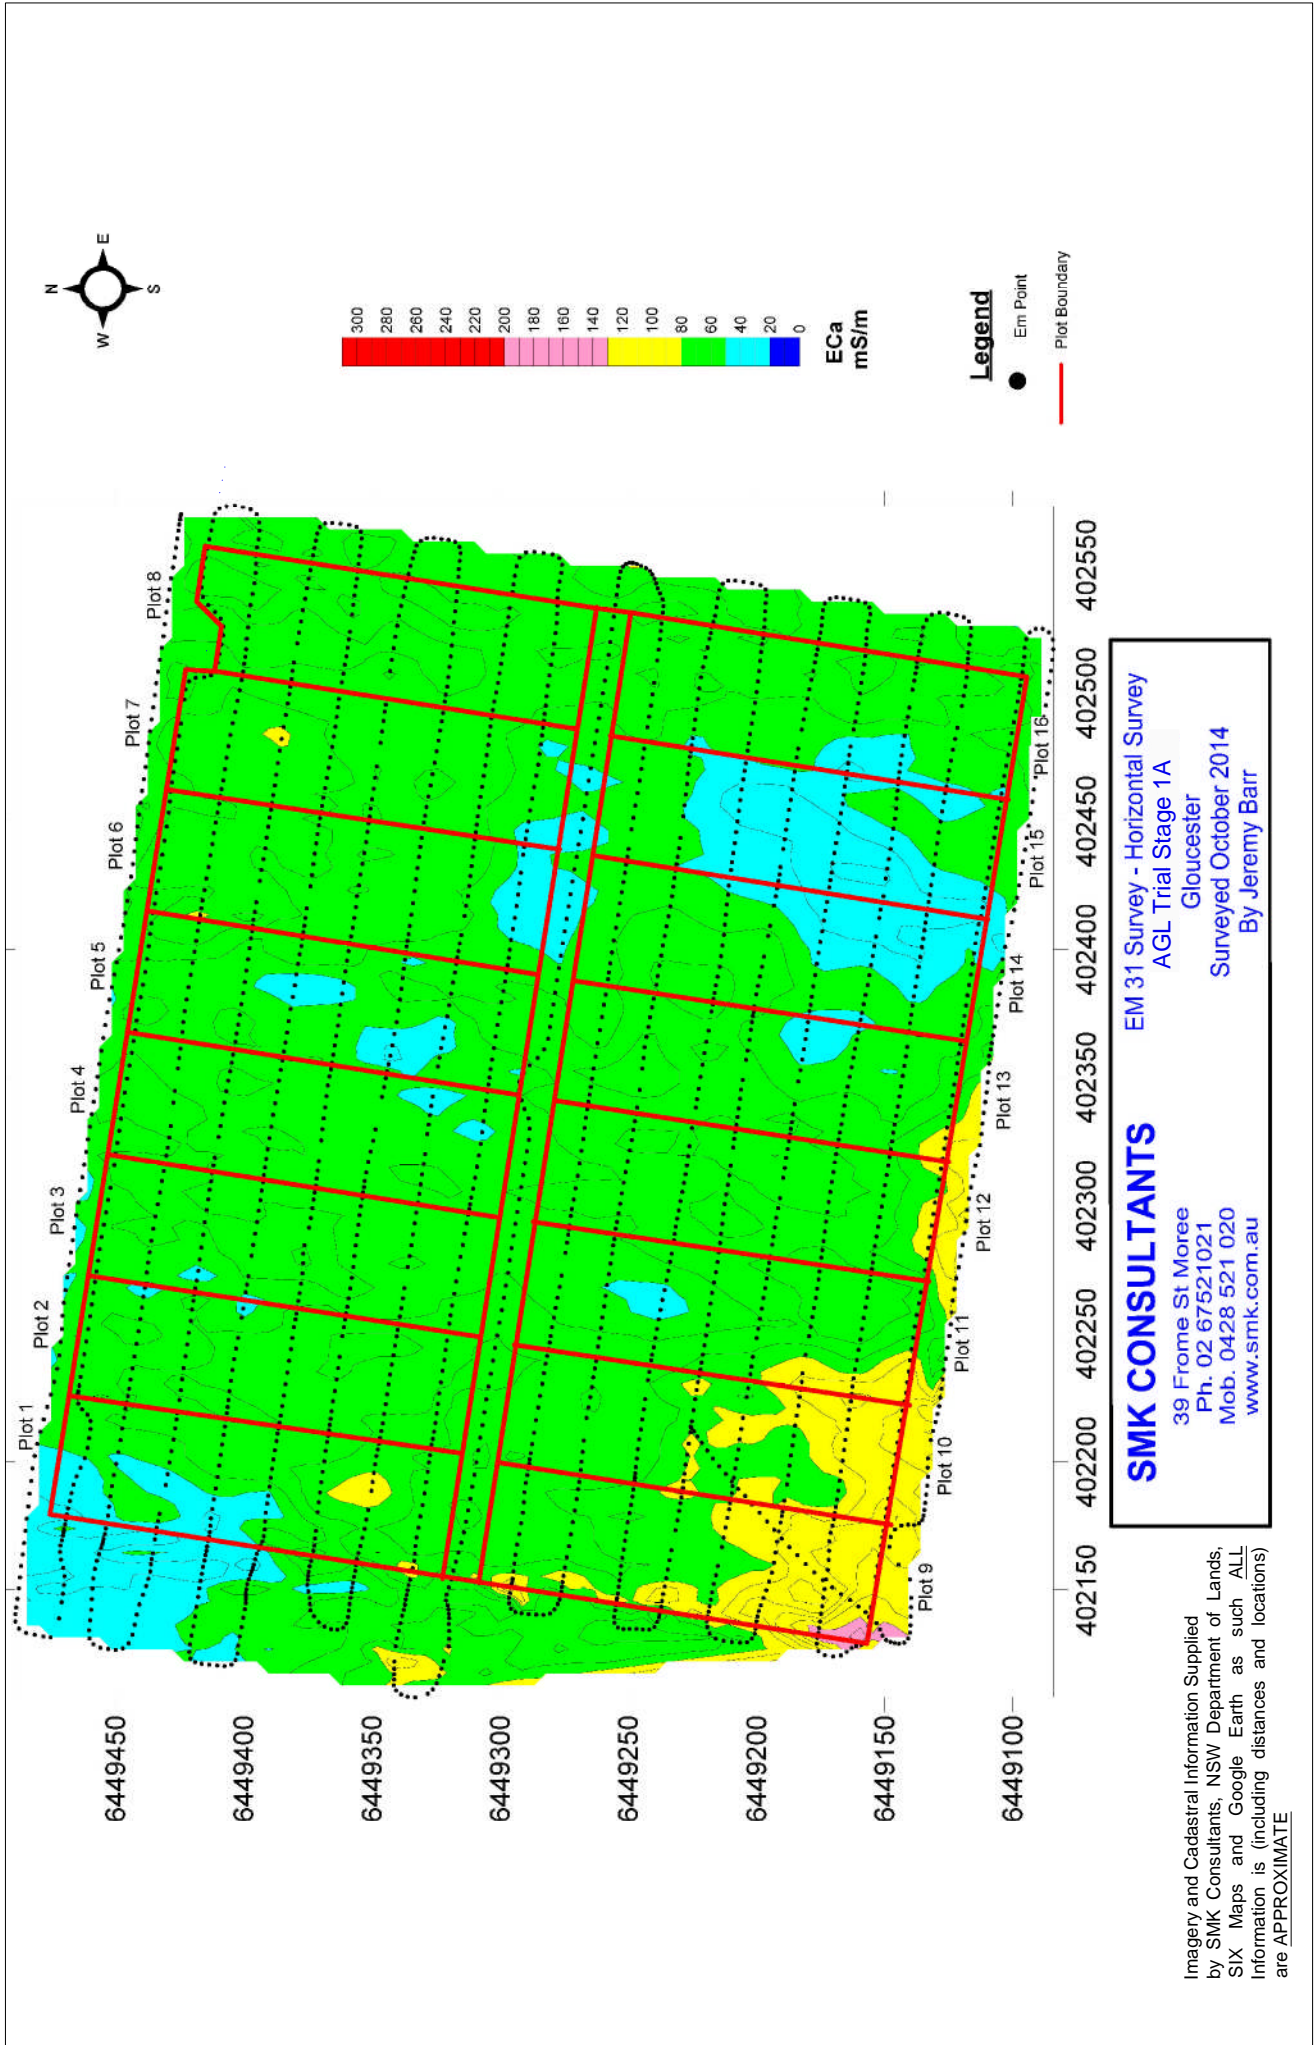 N
W
E
S
300
280
260
240
220
200
180
160
140
120
100
80
60
40
20
0
ECa
mS/m
Legend
Em Point
Plot Boundary
Plot 1
Plot 2
Plot 3
Plot 4
Plot 5
Plot 6
Plot 7
Plot 8
Plot 9
Plot 10
Plot 11
Plot 12
Plot 13
Plot 14
Plot 15
Plot 16
6449450
6449400
6449350
6449300
6449250
6449200
6449150
6449100
402150
402200
402250
402300
402350
402400
402450
402500
402550
SMK CONSULTANTS
39 Frome St Moree
Ph. 02 67521021
Mob. 0428 521 020
www.smk.com.au
EM 31 Survey - Horizontal Survey
AGL Trial Stage 1A
Gloucester
Surveyed October 2014
By Jeremy Barr
Imagery and Cadastral Information Supplied
by SMK Consultants, NSW Department of Lands,
SIX Maps and Google Earth as such ALL
Information is (including distances and locations)
are APPROXIMATE